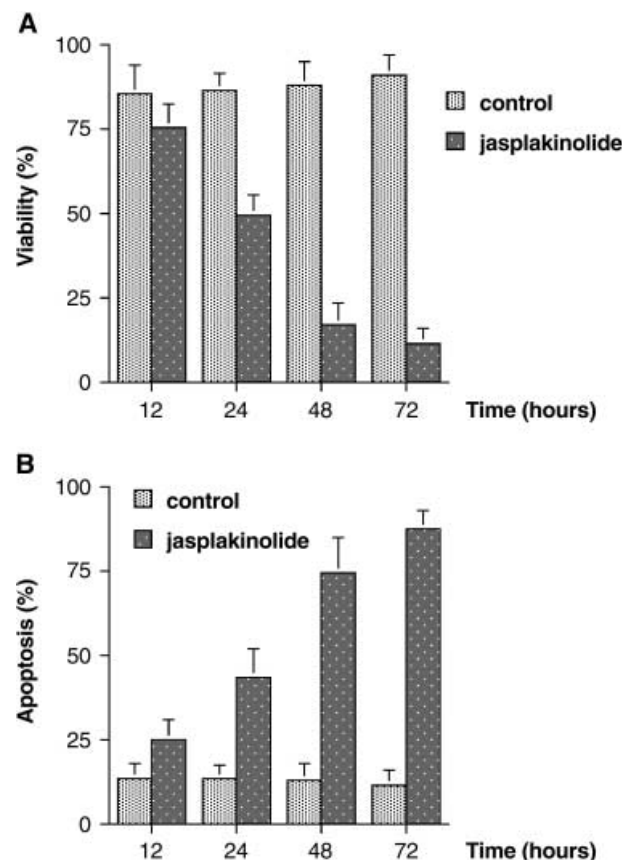 A
100
75
50
25
0
Viability (%)
control
jasplakinolide
12 24 48 72 Time (hours)
B
100
75
50
25
0
Apoptosis (%)
control
jasplakinolide
12 24 48 72 Time (hours)